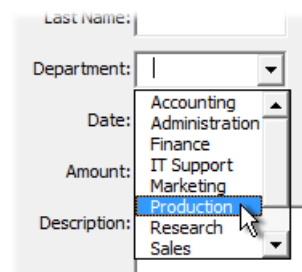 Last Name:
Department:
Accounting
Date:
Administration
Finance
Amount:
IT Support
Marketing
Production
Description:
Research
Sales